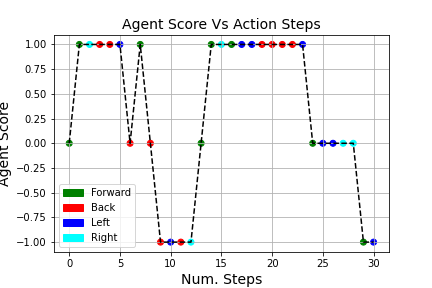 Agent Score Vs Action Steps
Agent Score
1.00
0.75
0.50
0.25
0.00
−0.25
−0.50
−0.75
−1.00
Forward
Back
Left
Right
0 5 10 15 20 25 30
Num. Steps